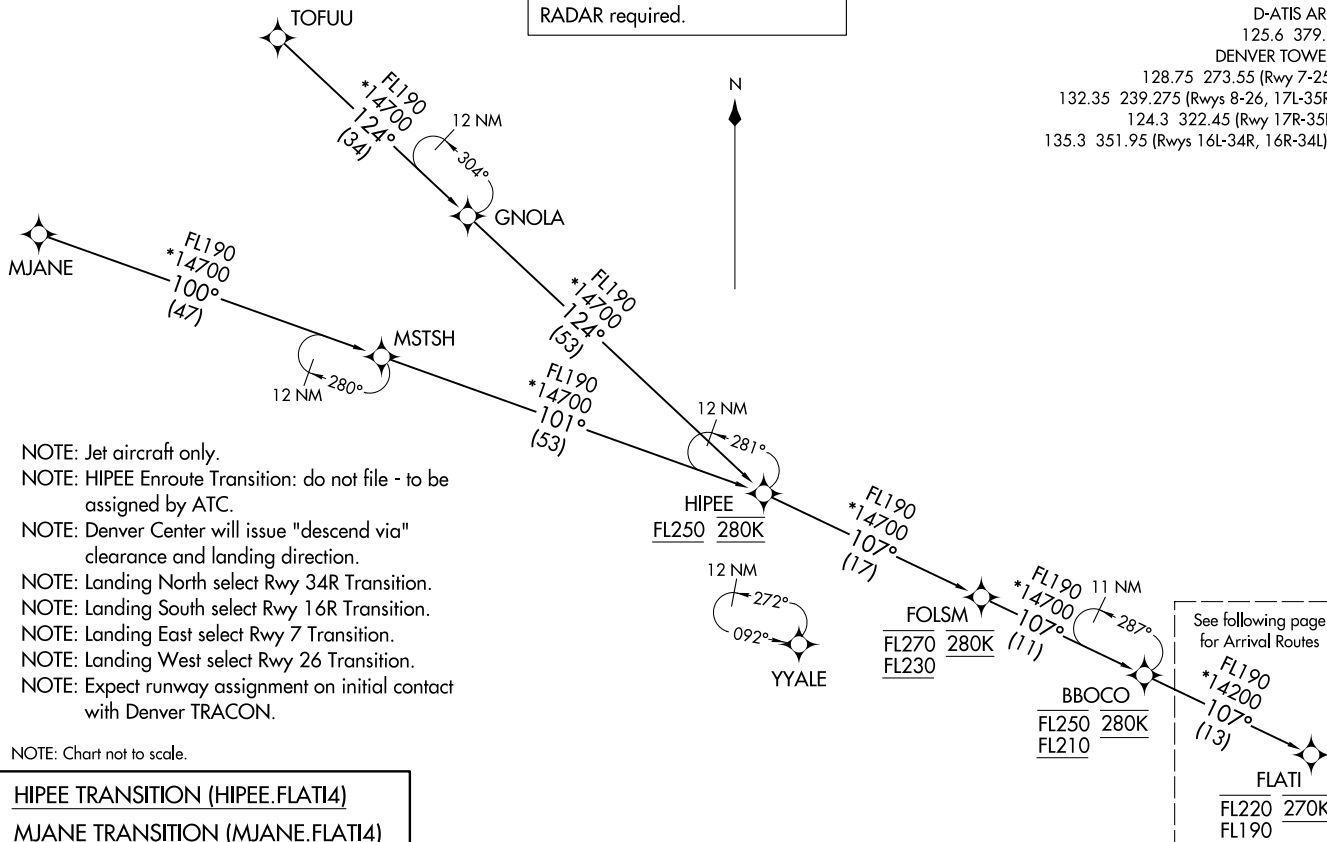 RADAR required.
D-ATIS AR
125.6 379.
DENVER TOWE
128.75 273.55 (Rwy 7-25
132.35 239.275 (Rwys 8-26, 17L-35R
124.3 322.45 (Rwy 17R-35
135.3 351.95 (Rwys 16L-34R, 16R-34L)
N
TOFUU
FL190
*14700
124°
(34)
12 NM
304°
GNOLA
MJANE
FL190
*14700
100°
(47)
MSTSH
12 NM
280°
FL190
*14700
124°
(53)
FL190
*14700
101°
(53)
12 NM
281°
HIPEE
FL250 280K
FL190
*14700
107°
(17)
12 NM
272°
092°
YYALE
FOLSM
FL270 280K
FL230
FL190
*14700
107°
(11)
11 NM
287°
BBOCO
FL250 280K
FL210
See following page
for Arrival Routes
FL190
*14200
107°
(13)
FLATI
FL220 270K
FL190
NOTE: Jet aircraft only.
NOTE: HIPEE Enroute Transition: do not file - to be
assigned by ATC.
NOTE: Denver Center will issue "descend via"
clearance and landing direction.
NOTE: Landing North select Rwy 34R Transition.
NOTE: Landing South select Rwy 16R Transition.
NOTE: Landing East select Rwy 7 Transition.
NOTE: Landing West select Rwy 26 Transition.
NOTE: Expect runway assignment on initial contact
with Denver TRACON.
NOTE: Chart not to scale.
HIPEE TRANSITION (HIPEE.FLATI4)
MJANE TRANSITION (MJANE.FLATI4)